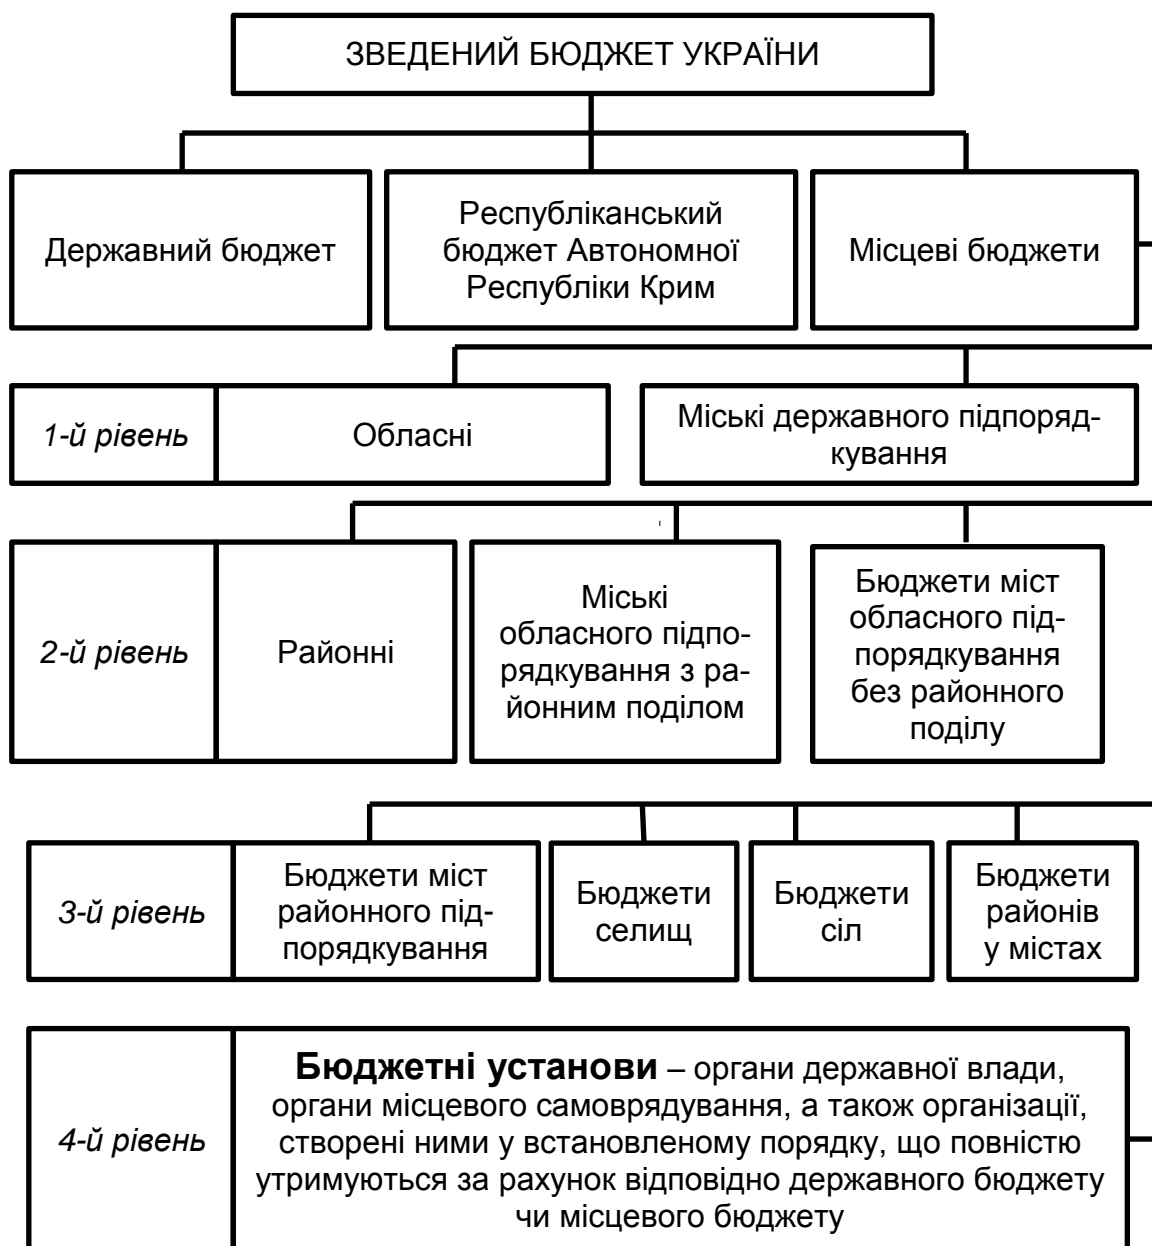 ЗВЕДЕНИЙ БЮДЖЕТ УКРАЇНИ
Державний бюджет
Республіканський
бюджет Автономної
Республіки Крим
Місцеві бюджети
1-й рівень
Обласні
Міські державного підпоряд-
кування
2-й рівень
Районні
Міські
обласного підпо-
рядкування з ра-
йонним поділом
Бюджети міст
обласного під-
порядкування
без районного
поділу
3-й рівень
Бюджети міст
районного під-
порядкування
Бюджети
селищ
Бюджети
сіл
Бюджети
районів
у містах
4-й рівень
Бюджетні установи – органи державної влади,
органи місцевого самоврядування, а також організації,
створені ними у встановленому порядку, що повністю
утримуються за рахунок відповідно державного бюджету
чи місцевого бюджету